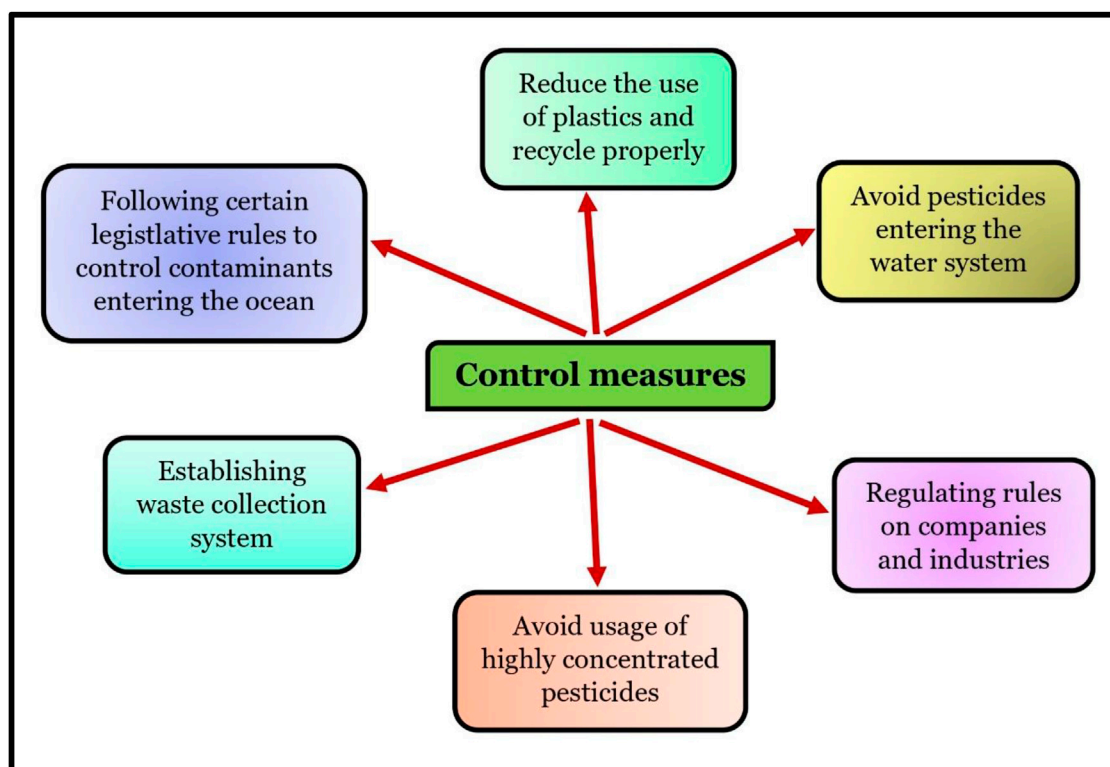 Reduce the use
of plastics and
recycle properly
Following certain
legistlative rules to
control contaminants
entering the ocean
Avoid pesticides
entering the
water system
Control measures
Establishing
waste collection
system
Regulating rules
on companies
and industries
Avoid usage of
highly concentrated
pesticides